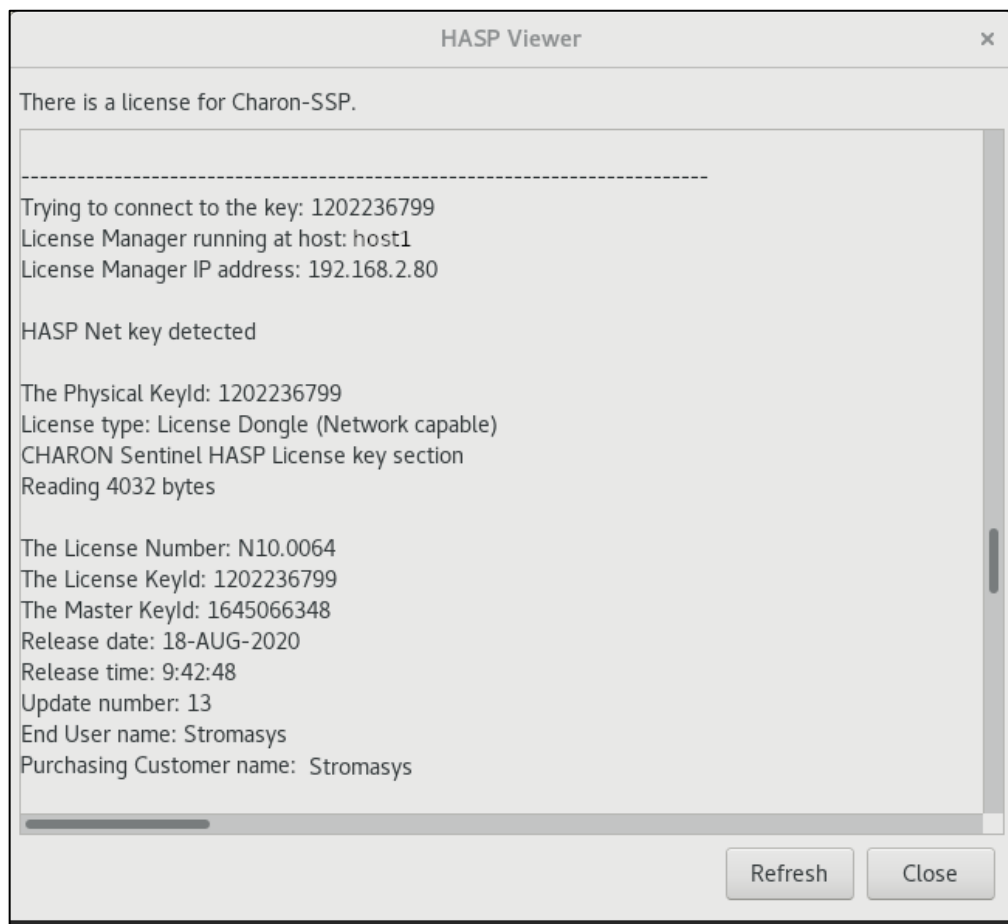 HASP Viewer ×
There is a license for Charon-SSP.
--------------------------------------------------------------------------
Trying to connect to the key: 1202236799
License Manager running at host: host1
License Manager IP address: 192.168.2.80
HASP Net key detected
The Physical KeyId: 1202236799
License type: License Dongle (Network capable)
CHARON Sentinel HASP License key section
Reading 4032 bytes
The License Number: N10.0064
The License KeyId: 1202236799
The Master KeyId: 1645066348
Release date: 18-AUG-2020
Release time: 9:42:48
Update number: 13
End User name: Stromasys
Purchasing Customer name: Stromasys
Refresh Close